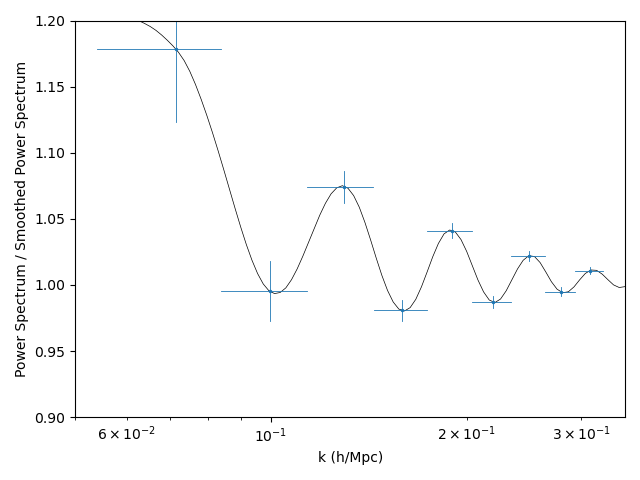 Power Spectrum / Smoothed Power Spectrum
1.20
1.15
1.10
1.05
1.00
0.95
0.90
6 × 10⁻² 10⁻¹ 2 × 10⁻¹ 3 × 10⁻¹
k (h/Mpc)